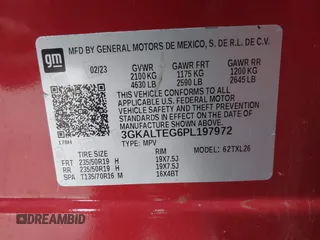 gm
MFD BY GENERAL MOTORS DE MEXICO, S. DE R.L. DE C.V.
02/23 GVWR GAWR FRT GAWR RR
2100 KG 1175 KG 1200 KG
4630 LB 2590 LB 2645 LB
THIS VEHICLE CONFORMS TO ALL APPLICABLE U.S. FEDERAL MOTOR
VEHICLE SAFETY AND THEFT PREVENTION STANDARDS IN EFFECT ON
THE DATE OF MANUFACTURE SHOWN ABOVE.
3GKALTEG6PL197972
TYPE: MPV MODEL: 62TXL26
TIRE SIZE RIM
FRT 235/50R19 H 19X7.5J
RR 235/50R19 H 19X7.5J
SPA T135/70R16 M 16X4BT